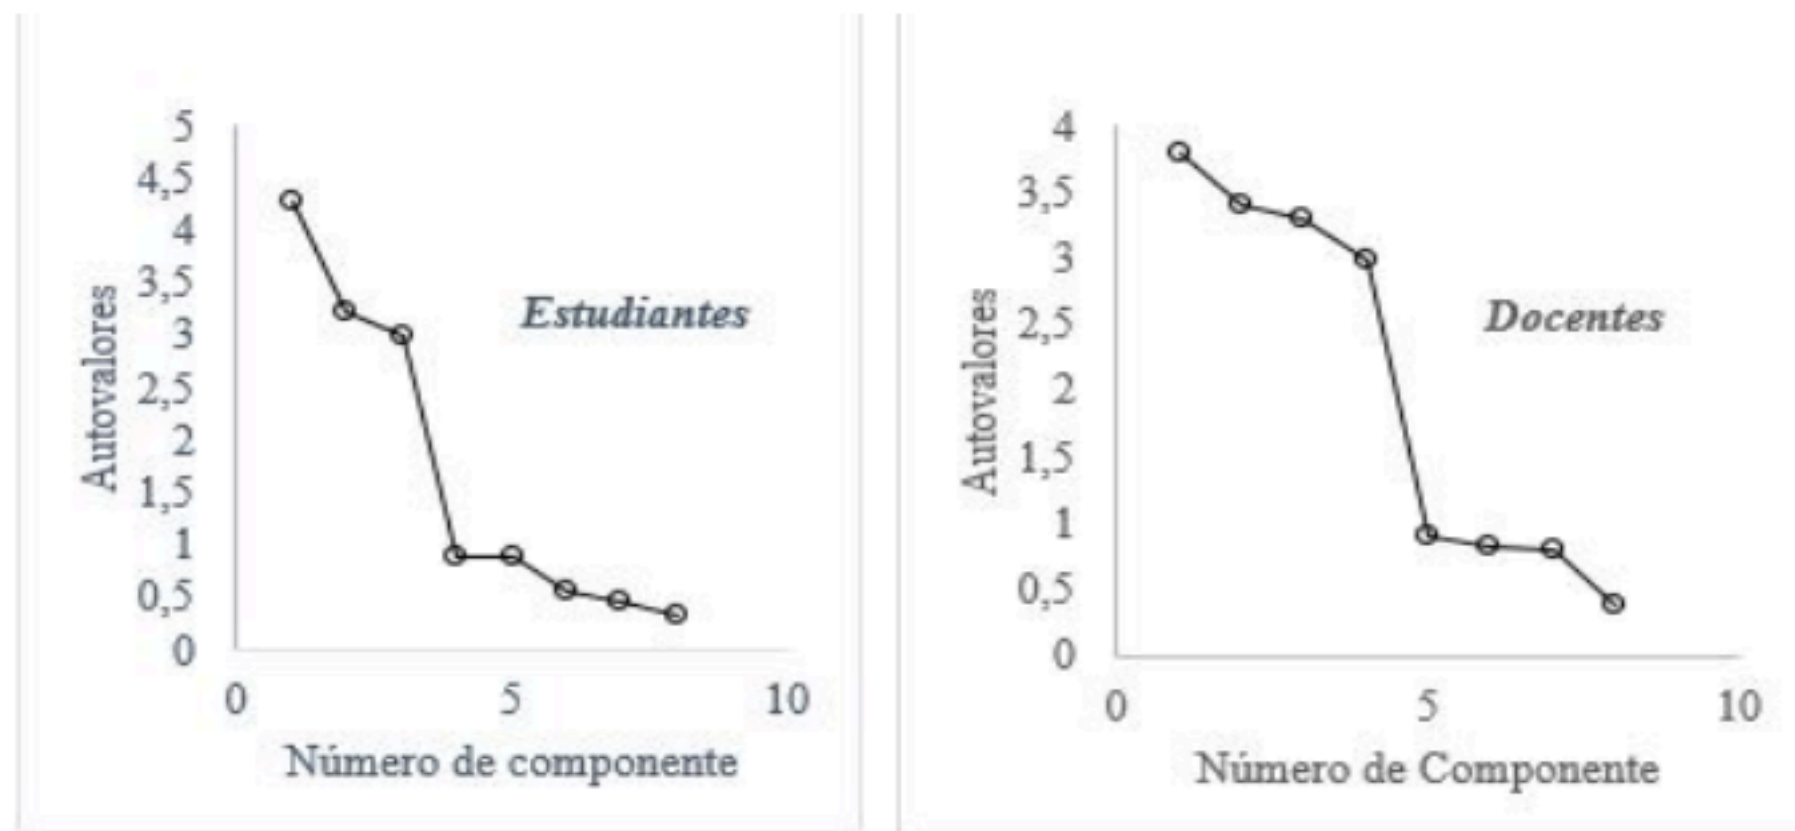 5
4,5
4
3,5
3
2,5
2
1,5
1
0,5
0
Autovalores
Estudiantes
0 5 10
Número de componente
4
3,5
3
2,5
2
1,5
1
0,5
0
Autovalores
Docentes
0 5 10
Número de Componente